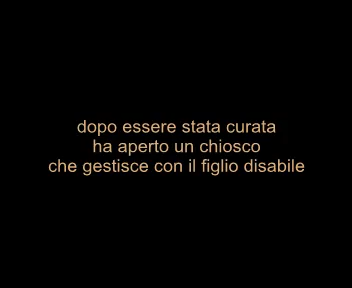 dopo essere stata curata
ha aperto un chiosco
che gestisce con il figlio disabile